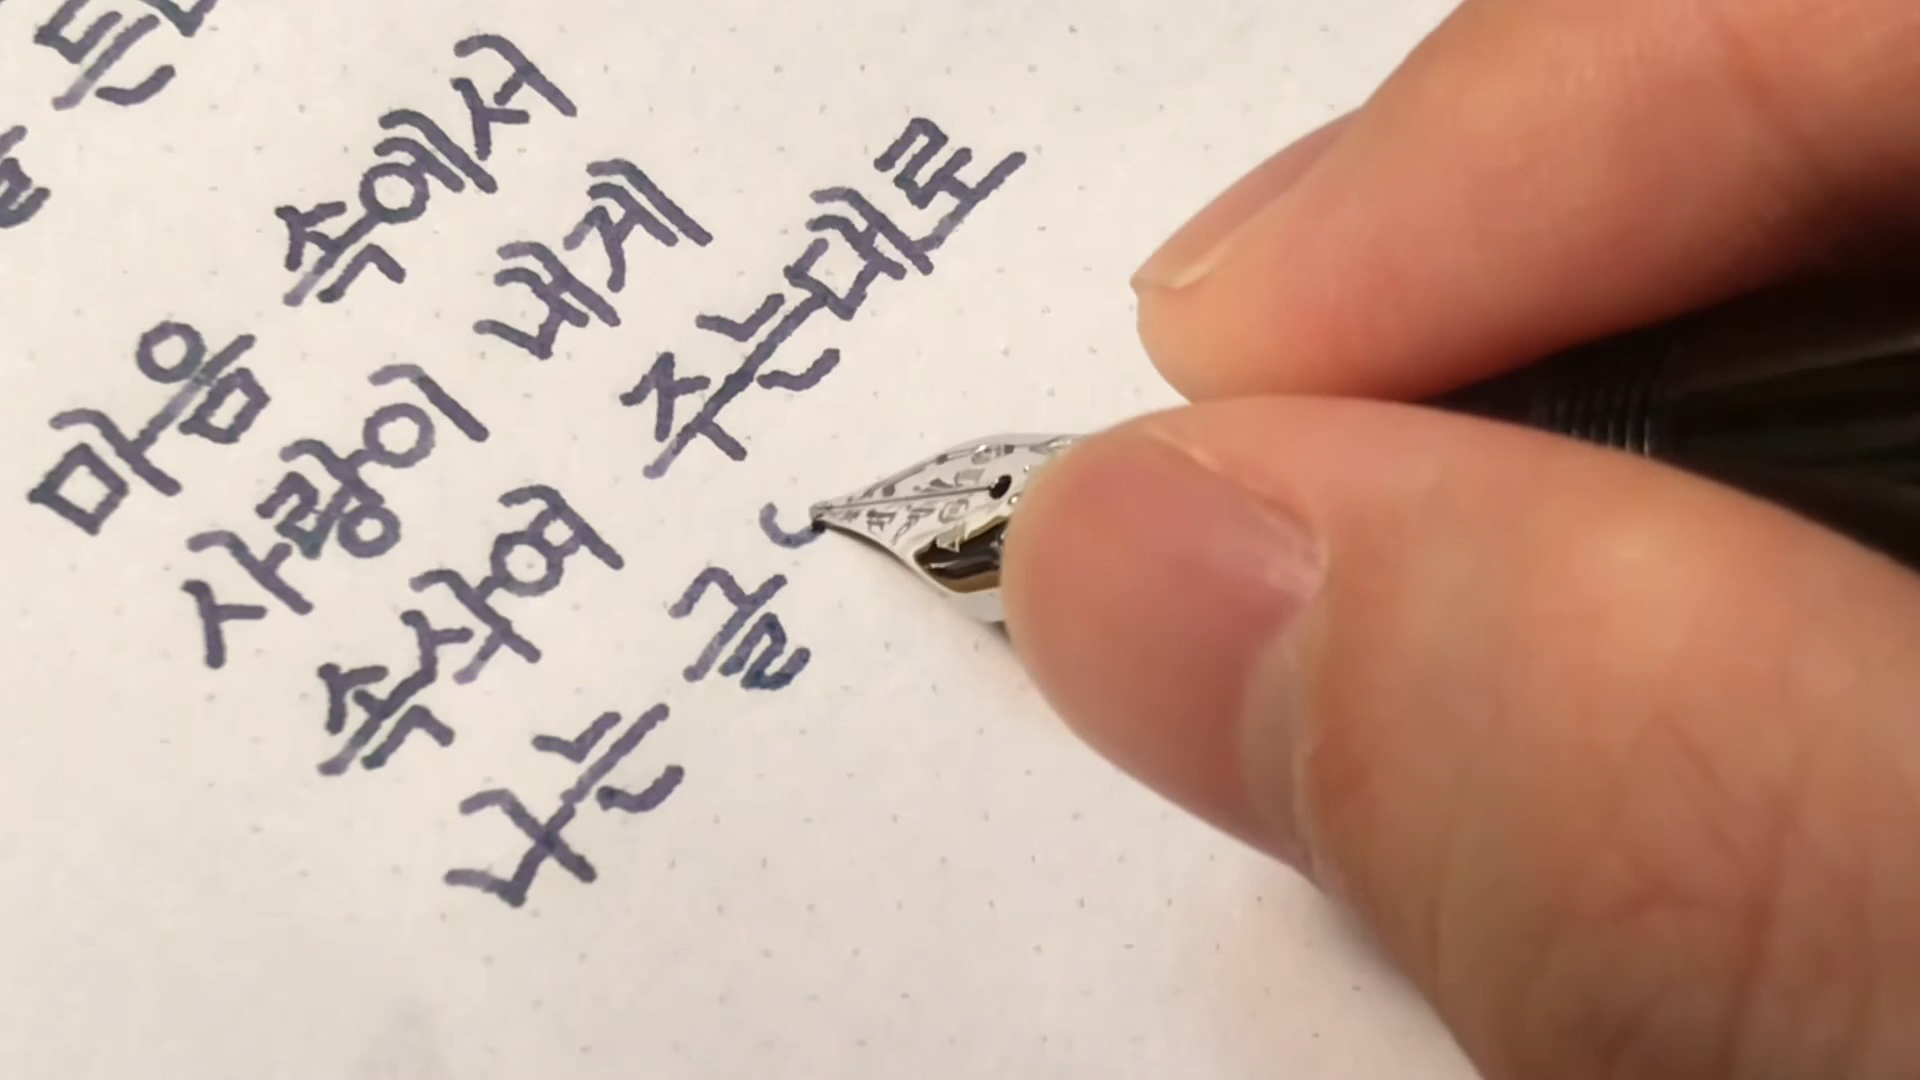 마음 속에서
사랑이 내게
속삭여 주는대로
나는 글